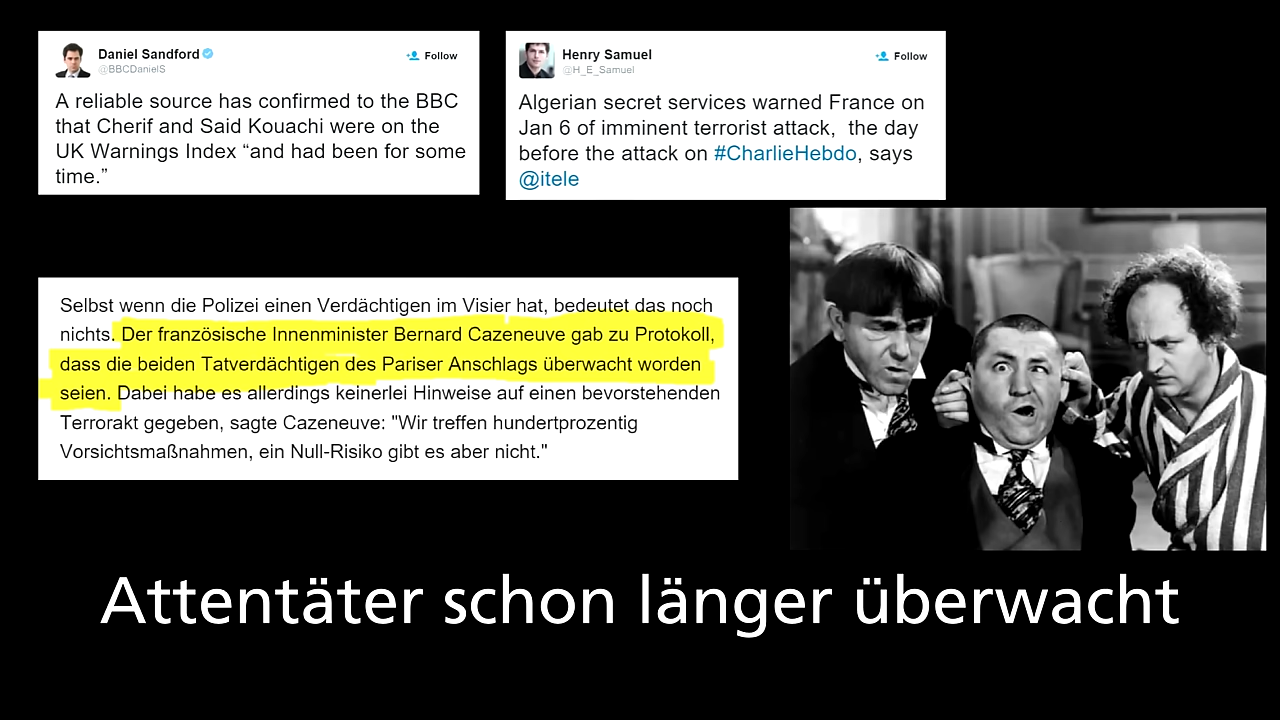 Daniel Sandford
@BBCDanielS
Follow
A reliable source has confirmed to the BBC
that Cherif and Said Kouachi were on the
UK Warnings Index “and had been for some
time.”
Henry Samuel
@H_E_Samuel
Follow
Algerian secret services warned France on
Jan 6 of imminent terrorist attack, the day
before the attack on #CharlieHebdo, says
@itele
Selbst wenn die Polizei einen Verdächtigen im Visier hat, bedeutet das noch
nichts. Der französische Innenminister Bernard Cazeneuve gab zu Protokoll,
dass die beiden Tatverdächtigen des Pariser Anschlags überwacht worden
seien. Dabei habe es allerdings keinerlei Hinweise auf einen bevorstehenden
Terrorakt gegeben, sagte Cazeneuve: "Wir treffen hundertprozentig
Vorsichtsmaßnahmen, ein Null-Risiko gibt es aber nicht."
Attentäter schon länger überwacht